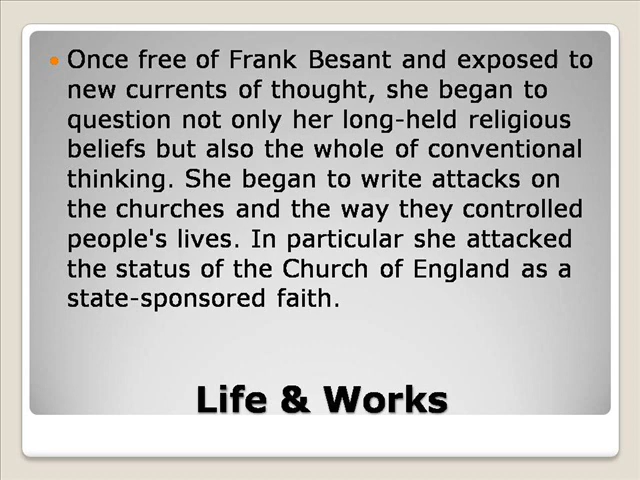 Once free of Frank Besant and exposed to
new currents of thought, she began to
question not only her long-held religious
beliefs but also the whole of conventional
thinking. She began to write attacks on
the churches and the way they controlled
people's lives. In particular she attacked
the status of the Church of England as a
state-sponsored faith.
Life & Works